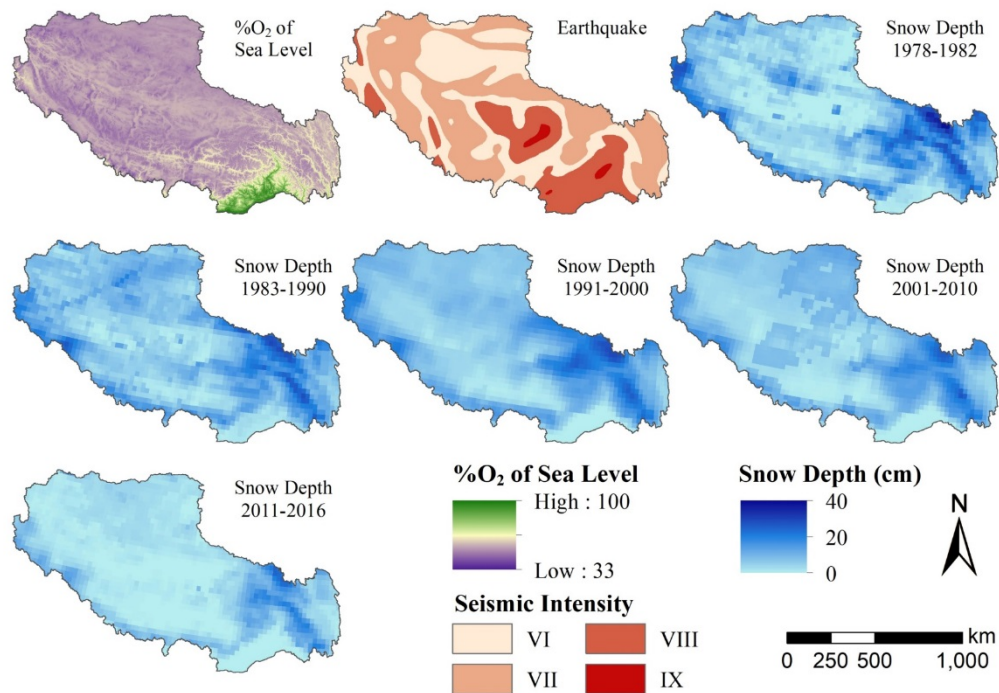 %O₂ of
Sea Level
Earthquake
Snow Depth
1978-1982
Snow Depth
1983-1990
Snow Depth
1991-2000
Snow Depth
2001-2010
Snow Depth
2011-2016
%O₂ of Sea Level
High : 100
Low : 33
Snow Depth (cm)
40
20
0
N
Seismic Intensity
VI
VIII
VII
IX
km
0 250 500 1,000